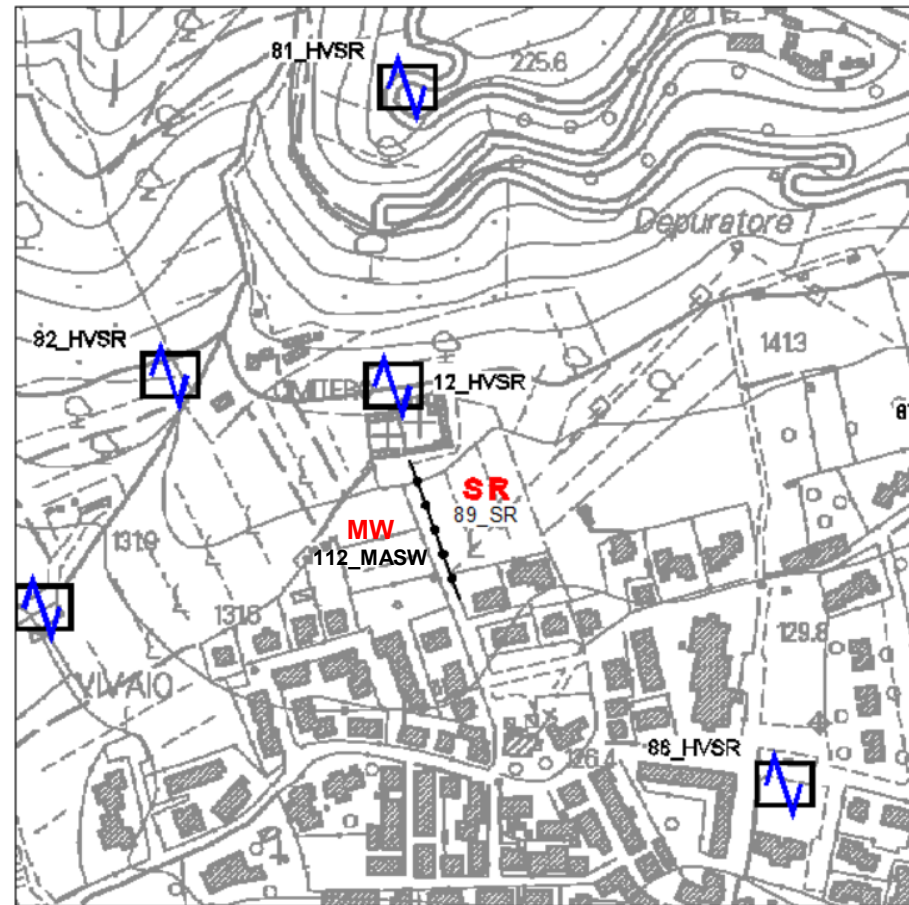 81_HVSR
225.6
Depuratore
82_HVSR
141.3
12_HVSR
SR
89_SR
MW
112_MASW
131.9
131.6
129.8
VIVAIO
126.4